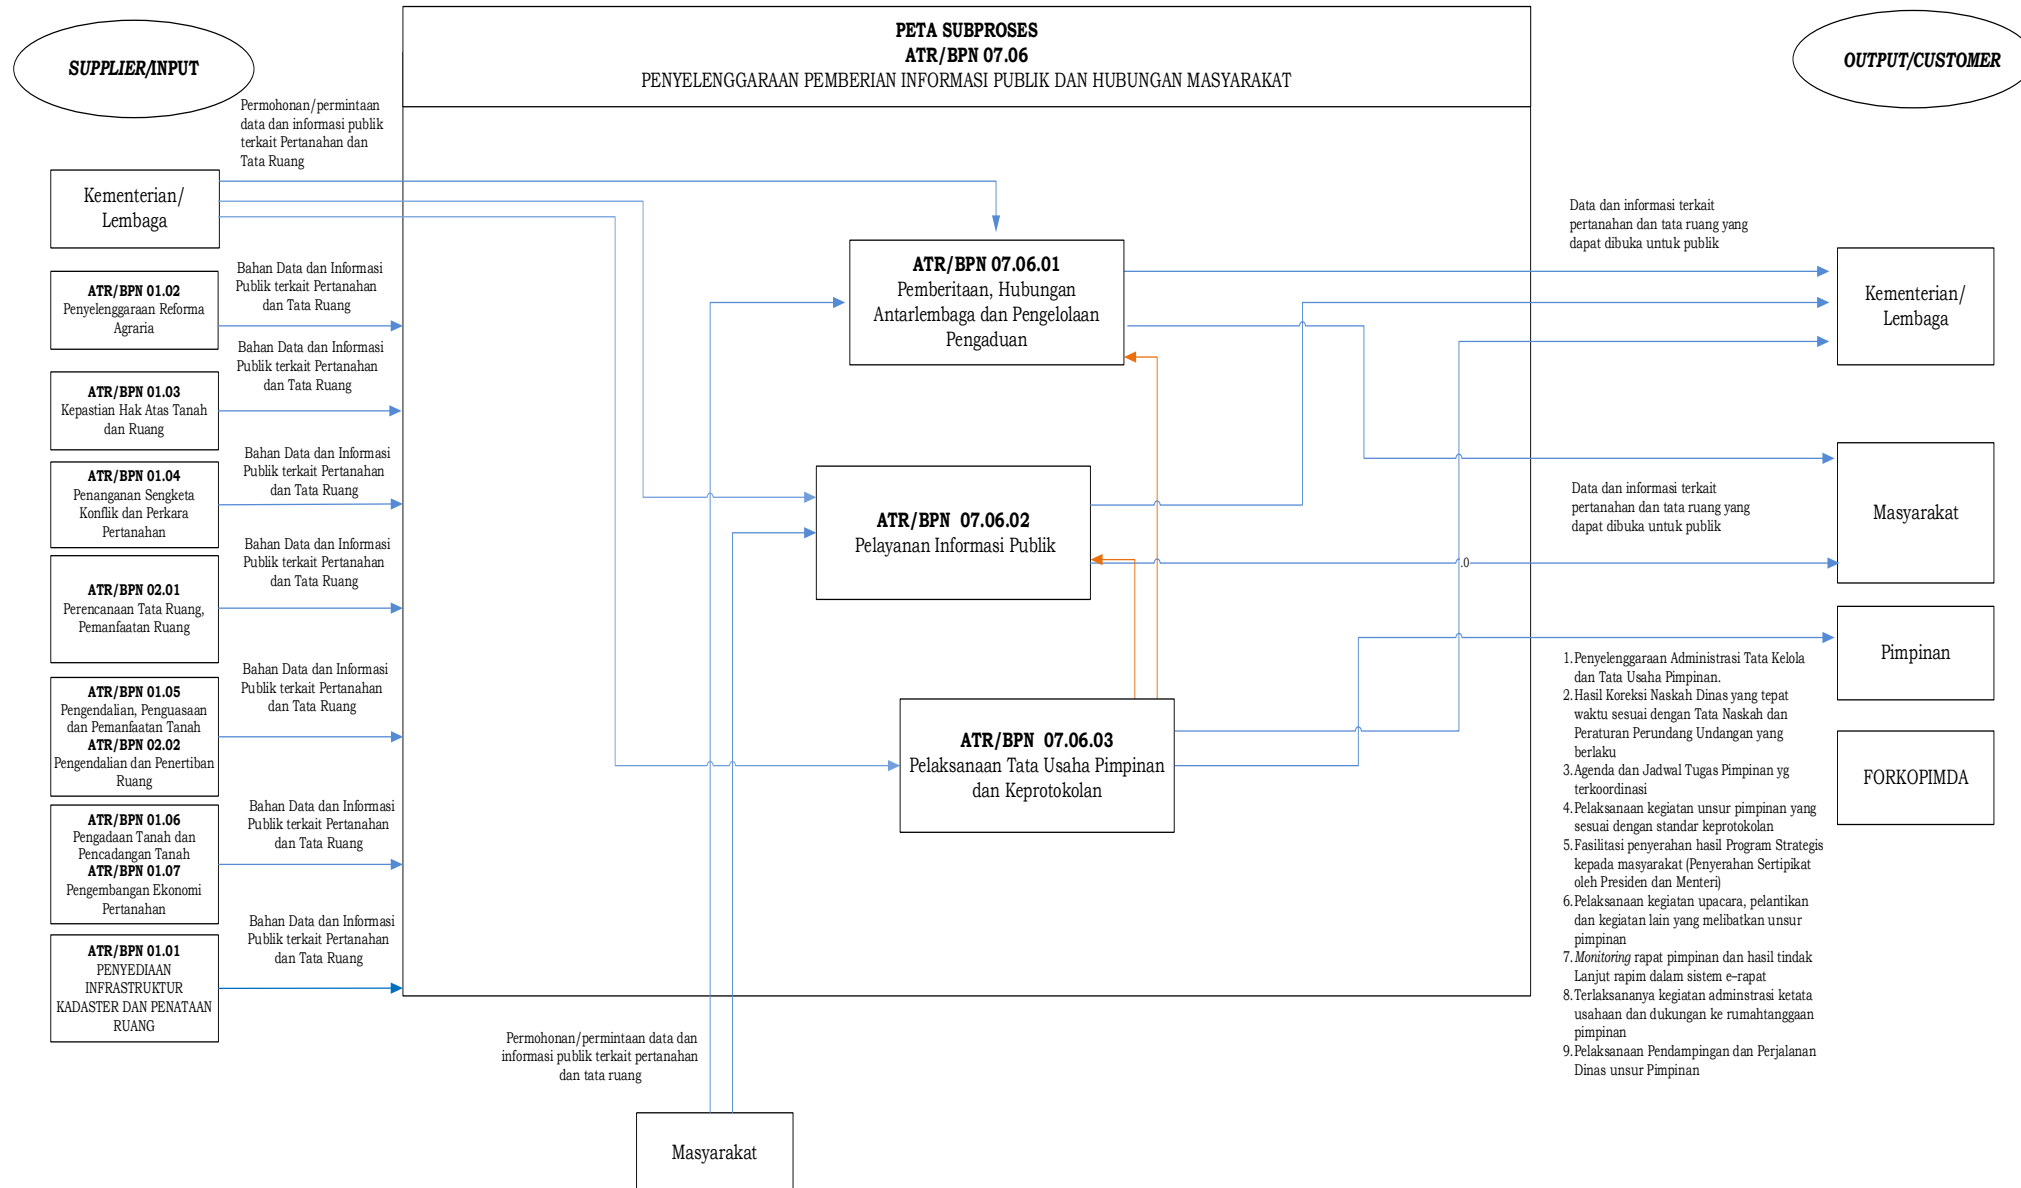 PETA SUBPROSES
ATR/BPN 07.06
PENYELENGGARAAN PEMBERIAN INFORMASI PUBLIK DAN HUBUNGAN MASYARAKAT
SUPPLIER/INPUT
OUTPUT/CUSTOMER
Permohonan/permintaan
data dan informasi publik
terkait Pertanahan dan
Tata Ruang
Kementerian/
Lembaga
ATR/BPN 01.02
Penyelenggaraan Reforma
Agraria
Bahan Data dan Informasi
Publik terkait Pertanahan
dan Tata Ruang
ATR/BPN 01.03
Kepastian Hak Atas Tanah
dan Ruang
Bahan Data dan Informasi
Publik terkait Pertanahan
dan Tata Ruang
ATR/BPN 01.04
Penanganan Sengketa
Konflik dan Perkara
Pertanahan
Bahan Data dan Informasi
Publik terkait Pertanahan
dan Tata Ruang
ATR/BPN 02.01
Perencanaan Tata Ruang,
Pemanfaatan Ruang
Bahan Data dan Informasi
Publik terkait Pertanahan
dan Tata Ruang
ATR/BPN 01.05
Pengendalian, Penguasaan
dan Pemanfaatan Tanah
ATR/BPN 02.02
Pengendalian dan Penertiban
Ruang
Bahan Data dan Informasi
Publik terkait Pertanahan
dan Tata Ruang
ATR/BPN 01.06
Pengadaan Tanah dan
Pencadangan Tanah
ATR/BPN 01.07
Pengembangan Ekonomi
Pertanahan
Bahan Data dan Informasi
Publik terkait Pertanahan
dan Tata Ruang
ATR/BPN 01.01
PENYEDIAAN
INFRASTRUKTUR
KADASTER DAN PENATAAN
RUANG
Bahan Data dan Informasi
Publik terkait Pertanahan
dan Tata Ruang
ATR/BPN 07.06.01
Pemberitaan, Hubungan
Antarlembaga dan Pengelolaan
Pengaduan
ATR/BPN  07.06.02
Pelayanan Informasi Publik
ATR/BPN  07.06.03
Pelaksanaan Tata Usaha Pimpinan
dan Keprotokolan
Permohonan/permintaan data dan
informasi publik terkait pertanahan
dan tata ruang
Masyarakat
Data dan informasi terkait
pertanahan dan tata ruang yang
dapat dibuka untuk publik
Kementerian/
Lembaga
Data dan informasi terkait
pertanahan dan tata ruang yang
dapat dibuka untuk publik
.0
Masyarakat
Pimpinan
FORKOPIMDA
1. Penyelenggaraan Administrasi Tata Kelola
dan Tata Usaha Pimpinan.
2. Hasil Koreksi Naskah Dinas yang tepat
waktu sesuai dengan Tata Naskah dan
Peraturan Perundang Undangan yang
berlaku
3. Agenda dan Jadwal Tugas Pimpinan yg
terkoordinasi
4. Pelaksanaan kegiatan unsur pimpinan yang
sesuai dengan standar keprotokolan
5. Fasilitasi penyerahan hasil Program Strategis
kepada masyarakat (Penyerahan Sertipikat
oleh Presiden dan Menteri)
6. Pelaksanaan kegiatan upacara, pelantikan
dan kegiatan lain yang melibatkan unsur
pimpinan
7. Monitoring rapat pimpinan dan hasil tindak
Lanjut rapim dalam sistem e-rapat
8. Terlaksananya kegiatan adminstrasi ketata
usahaan dan dukungan ke rumahtanggaan
pimpinan
9. Pelaksanaan Pendampingan dan Perjalanan
Dinas unsur Pimpinan